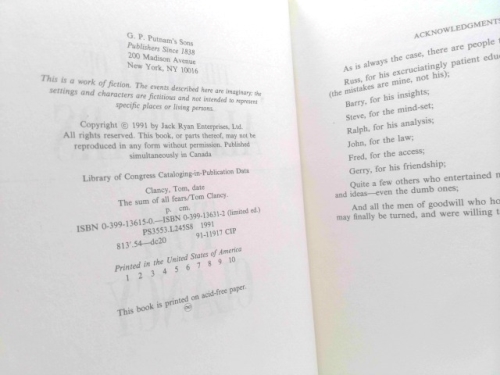 G. P. Putnam's Sons
Publishers Since 1838
200 Madison Avenue
New York, NY 10016
This is a work of fiction. The events described here are imaginary: the
settings and characters are fictitious and not intended to represent
specific places or living persons.
Copyright © 1991 by Jack Ryan Enterprises, Ltd.
All rights reserved. This book, or parts thereof, may not be
reproduced in any form without permission. Published
simultaneously in Canada
Library of Congress Cataloging-in-Publication Data
Clancy, Tom, date
The sum of all fears/Tom Clancy.
p. cm.
ISBN 0-399-13615-0.—ISBN 0-399-13631-2 (limited ed.)
PS3553.L245S8 1991
813'.54—dc20 91-11917 CIP
Printed in the United States of America
1 2 3 4 5 6 7 8 9 10
This book is printed on acid-free paper.
ACKNOWLEDGMENTS
As is always the case, there are people
Russ, for his excruciatingly patient
(the mistakes are mine, not his);
Barry, for his insights;
Steve, for the mind-set;
Ralph, for his analysis;
John, for the law;
Fred, for the access;
Gerry, for his friendship;
Quite a few others who entertained
and ideas—even the dumb ones;
And all the men of goodwill who
may finally be turned, and were willing